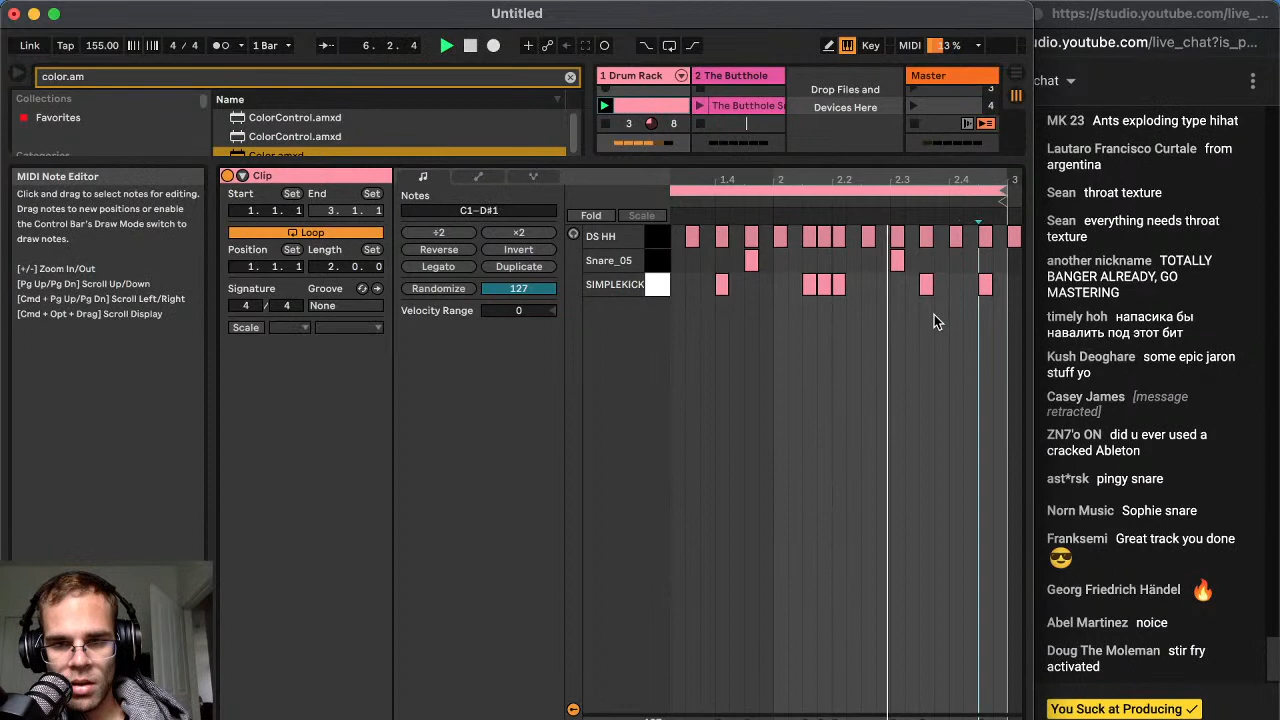 Untitled
https://studio.youtube.com/live_...
Link Tap 155.00 4 / 4 1 Bar 6. 2. 4 Key MIDI 13 %
dio.youtube.com/live_chat?is_p...
color.am
1 Drum Rack 2 The Butthole Drop Files and Devices Here Master
chat
Collections Name
Favorites ColorControl.amxd
The Butthole Su
3
4
ColorControl.amxd
3 8
Color.amxd
MIDI Note Editor
Click and drag to select notes for editing.
Drag notes to new positions or enable
the Control Bar's Draw Mode switch to
draw notes.
[+/-] Zoom In/Out
[Pg Up/Pg Dn] Scroll Up/Down
[Cmd + Pg Up/Pg Dn] Scroll Left/Right
[Cmd + Opt + Drag] Scroll Display
Clip
Start Set End Set
1. 1. 1 3. 1. 1
Loop
Position Set Length Set
1. 1. 1 2. 0. 0
Signature Groove
4 / 4 None
Scale
Notes
C1–D#1
÷2 ×2
Reverse Invert
Legato Duplicate
Randomize 127
Velocity Range 0
1.4 2 2.2 2.3 2.4 3
Fold Scale
DS HH
Snare_05
SIMPLEKICK
MK 23 Ants exploding type hihat
Lautaro Francisco Curtale from
argentina
Sean throat texture
Sean everything needs throat
texture
another nickname TOTALLY
BANGER ALREADY, GO
MASTERING
timely hoh напасика бы
навалить под этот бит
Kush Deoghare some epic jaron
stuff yo
Casey James [message
retracted]
ZN7'o ON did u ever used a
cracked Ableton
ast*rsk pingy snare
Norn Music Sophie snare
Franksemi Great track you done
😎
Georg Friedrich Händel 🔥
Abel Martinez noice
Doug The Moleman stir fry
activated
You Suck at Producing ✓